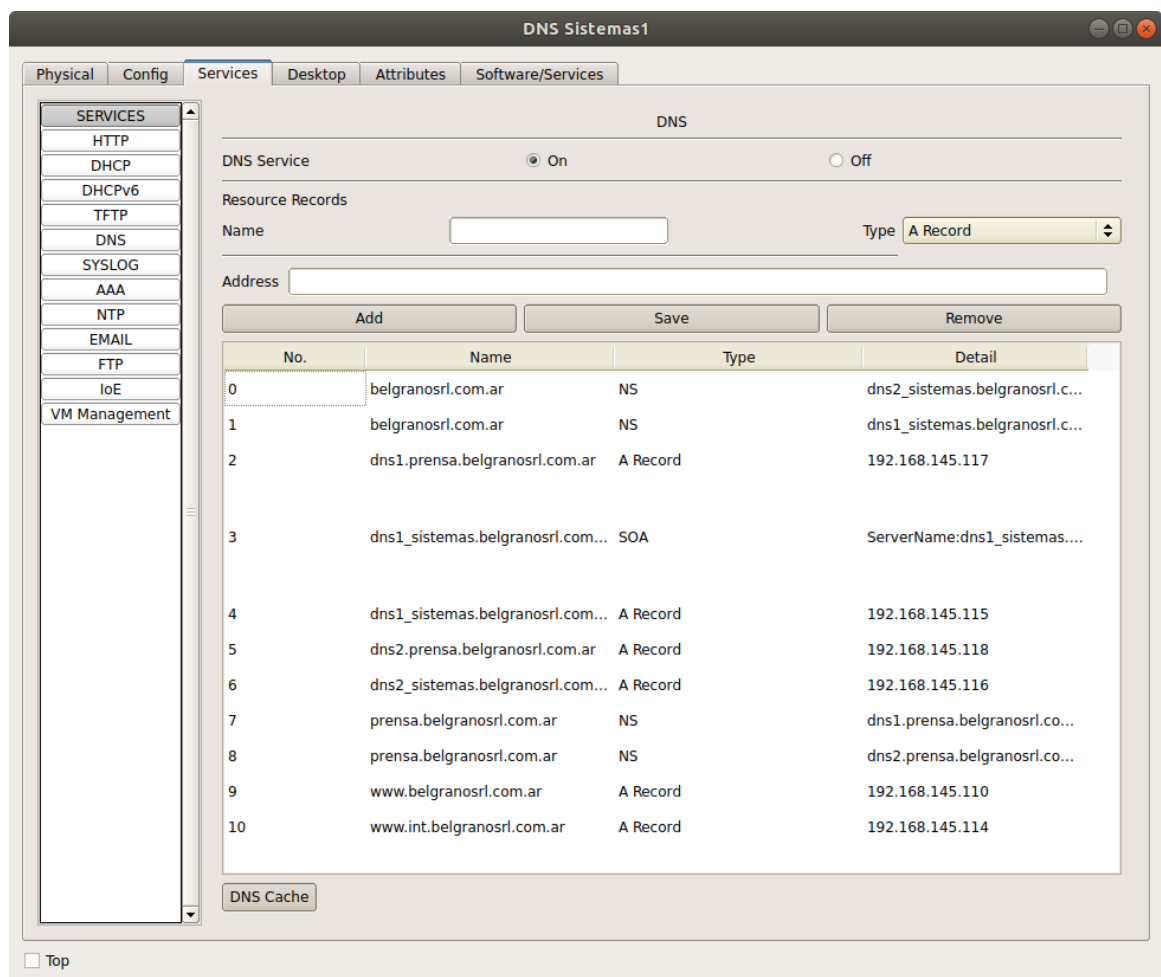 DNS Sistemas1
Physical Config Services Desktop Attributes Software/Services
SERVICES
HTTP
DHCP
DHCPv6
TFTP
DNS
SYSLOG
AAA
NTP
EMAIL
FTP
IoE
VM Management
DNS
DNS Service On Off
Resource Records
Name Type A Record
Address
Add Save Remove
No. Name Type Detail
0 belgranosrl.com.ar NS dns2_sistemas.belgranosrl.c...
1 belgranosrl.com.ar NS dns1_sistemas.belgranosrl.c...
2 dns1.prensa.belgranosrl.com.ar A Record 192.168.145.117
3 dns1_sistemas.belgranosrl.com... SOA ServerName:dns1_sistemas....
4 dns1_sistemas.belgranosrl.com... A Record 192.168.145.115
5 dns2.prensa.belgranosrl.com.ar A Record 192.168.145.118
6 dns2_sistemas.belgranosrl.com... A Record 192.168.145.116
7 prensa.belgranosrl.com.ar NS dns1.prensa.belgranosrl.co...
8 prensa.belgranosrl.com.ar NS dns2.prensa.belgranosrl.co...
9 www.belgranosrl.com.ar A Record 192.168.145.110
10 www.int.belgranosrl.com.ar A Record 192.168.145.114
DNS Cache
Top